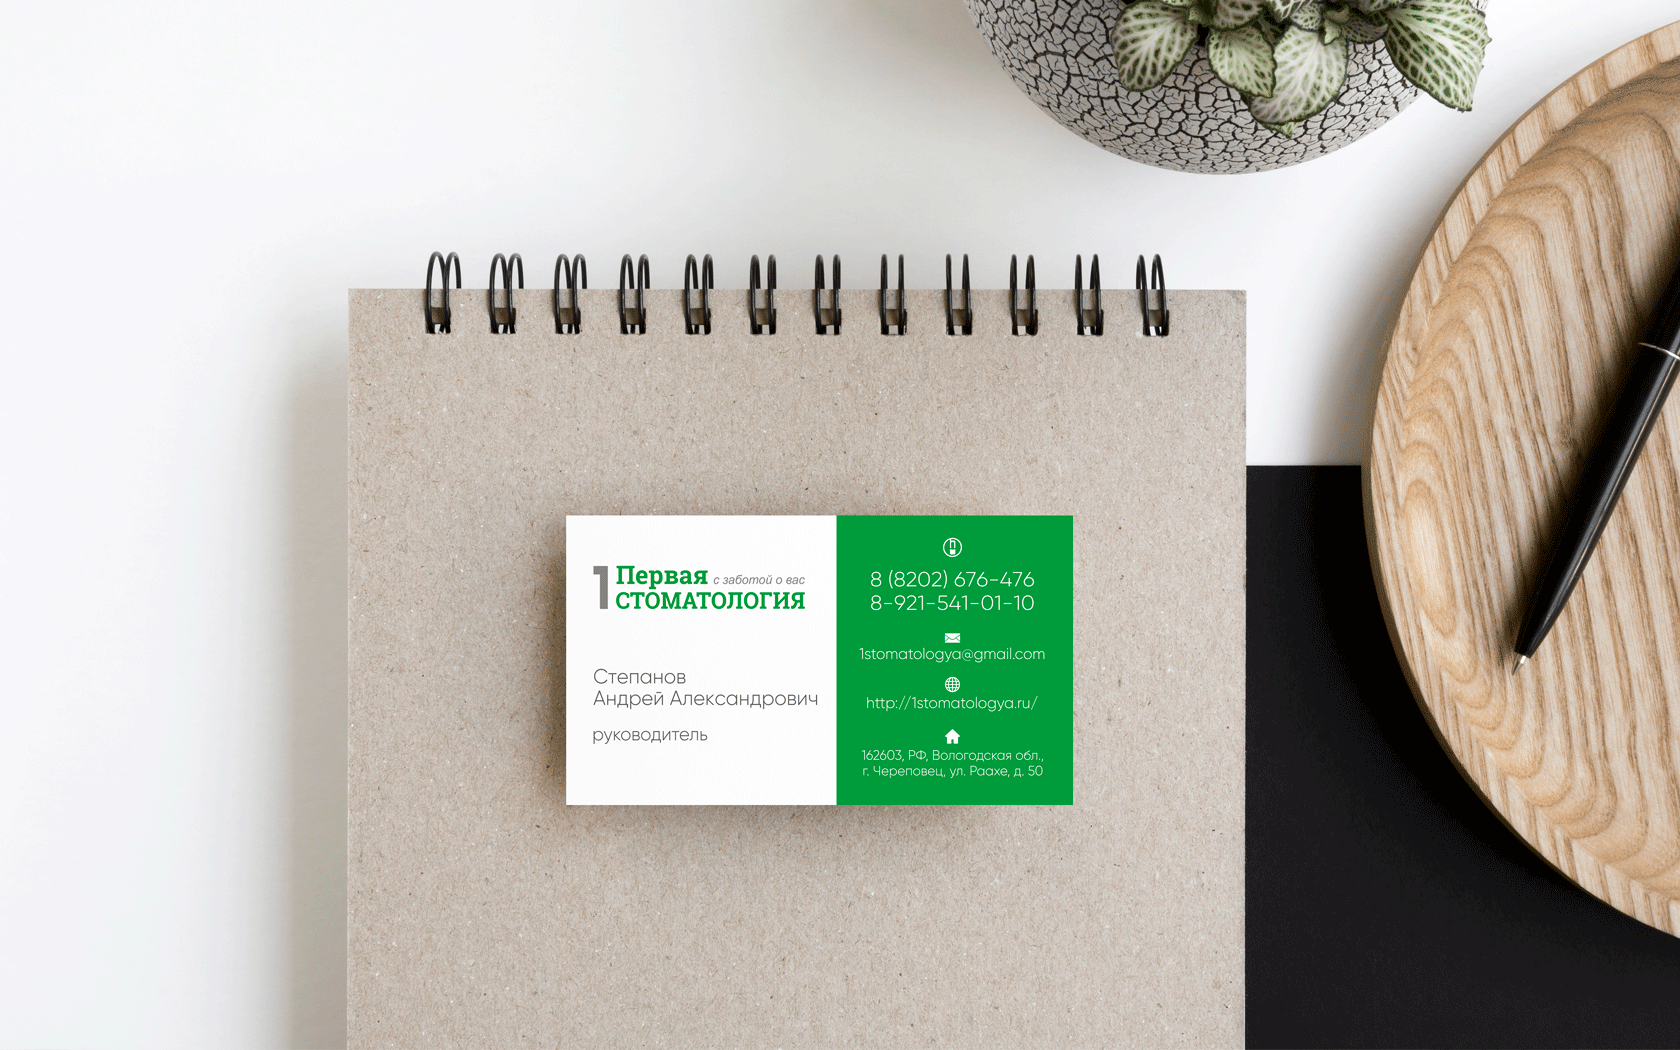 1 Первая с заботой о вас
СТОМАТОЛОГИЯ
Степанов
Андрей Александрович
руководитель
8 (8202) 676-476
8-921-541-01-10
1stomatologya@gmail.com
http://1stomatologya.ru/
162603, РФ, Вологодская обл.,
г. Череповец, ул. Раахе, д. 50